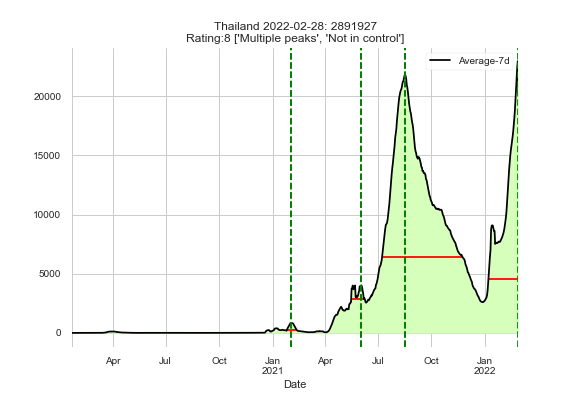 Thailand 2022-02-28: 2891927
Rating:8 ['Multiple peaks', 'Not in control']
Average-7d
20000
15000
10000
5000
0
Apr Jul Oct Jan Apr Jul Oct Jan
2021 2022
Date